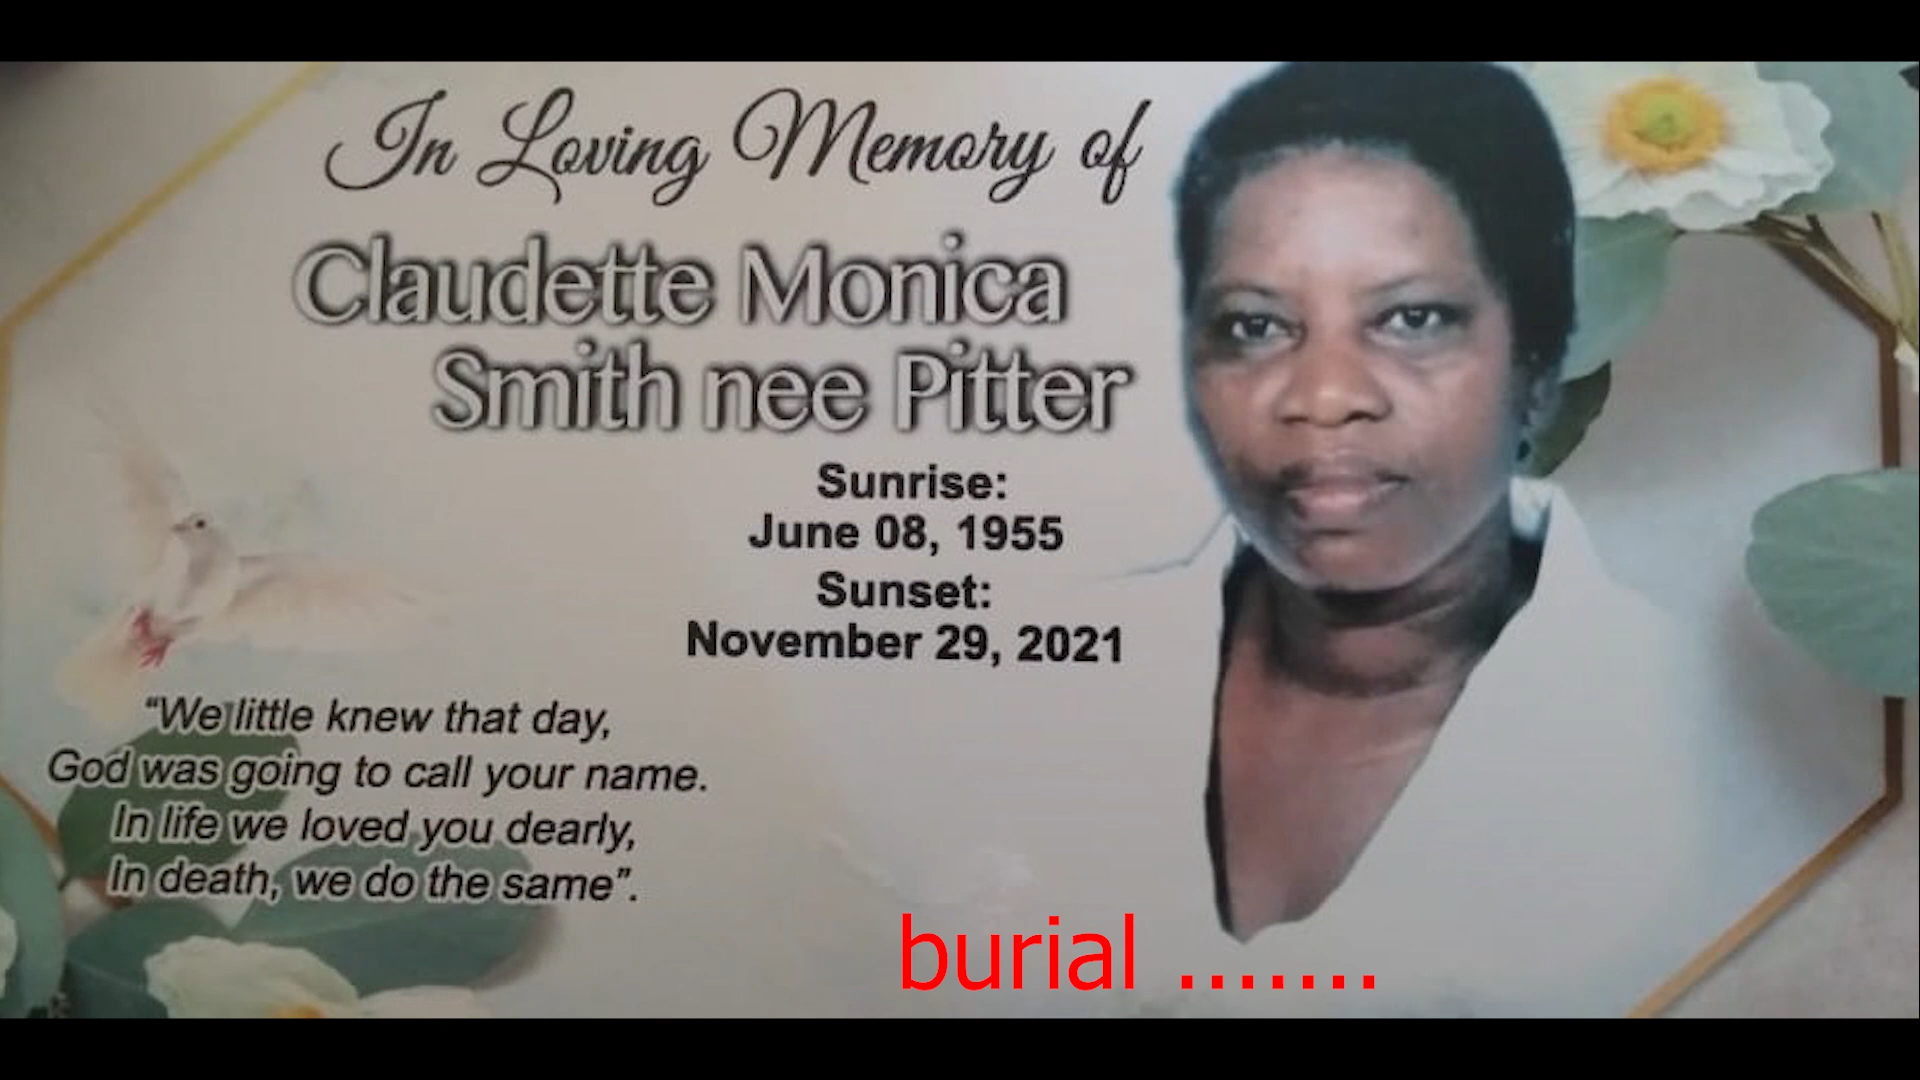 In Loving Memory of
Claudette Monica
Smith nee Pitter
Sunrise:
June 08, 1955
Sunset:
November 29, 2021
“We little knew that day,
God was going to call your name.
In life we loved you dearly,
In death, we do the same”.
burial .......